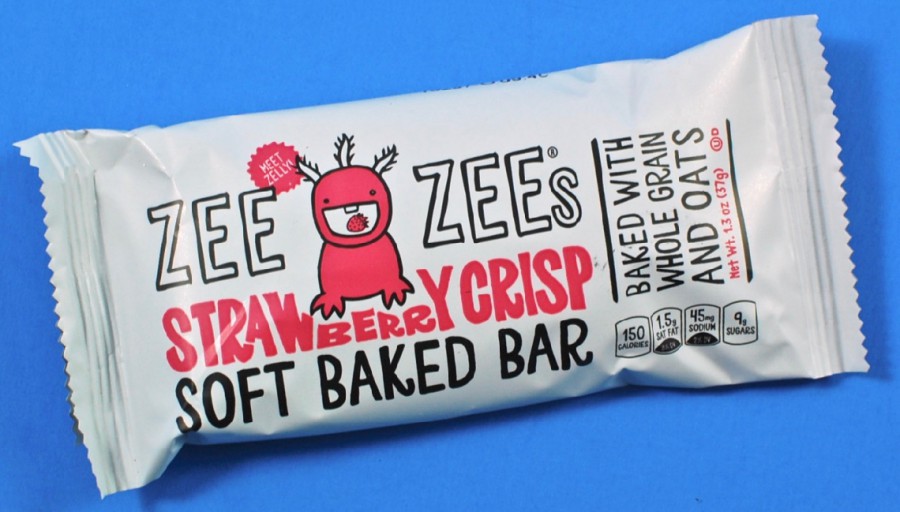 MEET
ZELLY!
ZEE ZEEs®
STRAWBERRY CRISP
SOFT BAKED BAR
BAKED WITH
WHOLE GRAIN
AND OATS
Net Wt. 1.3 oz (37g) U D
150
CALORIES
1.5g
SAT FAT
45mg
SODIUM
9g
SUGARS